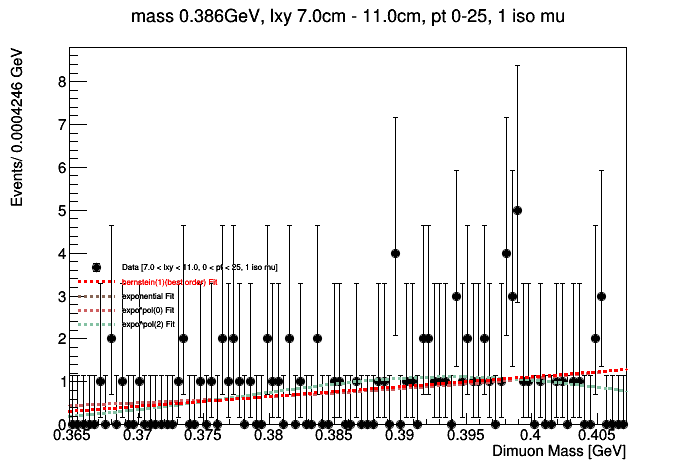 mass 0.386GeV, lxy 7.0cm - 11.0cm, pt 0-25, 1 iso mu
Events/ 0.0004246 GeV
8
7
6
5
4
3
2
1
0
Data [7.0 < lxy < 11.0, 0 < pt < 25, 1 iso mu]
bernstein(1)(best order) Fit
exponential Fit
expo*pol(0) Fit
expo*pol(2) Fit
0.365 0.37 0.375 0.38 0.385 0.39 0.395 0.4 0.405
Dimuon Mass [GeV]